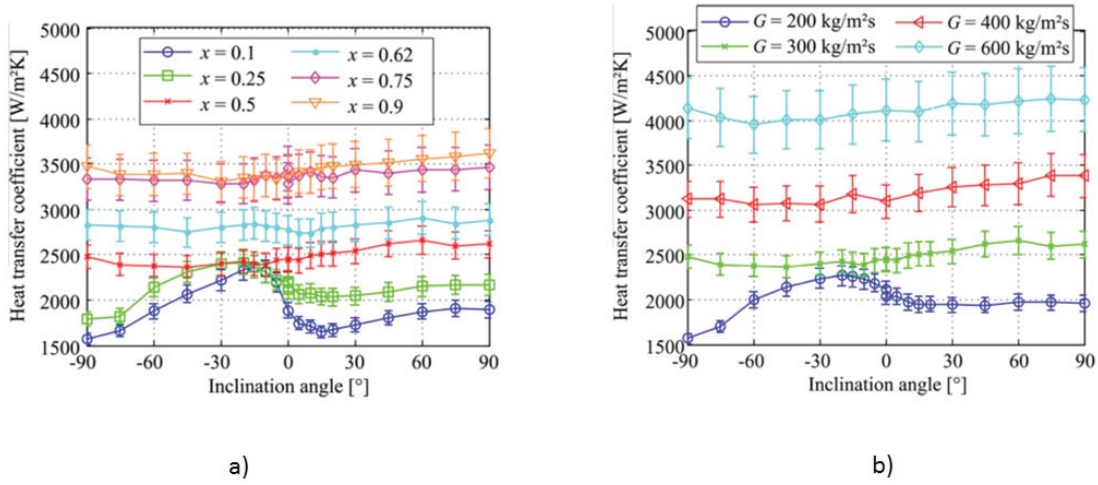 5000
4500
4000
3500
3000
2500
2000
1500
Heat transfer coefficient [W/m²K]
x = 0.1
x = 0.25
x = 0.5
x = 0.62
x = 0.75
x = 0.9
-90
-60
-30
0
30
60
90
Inclination angle [°]
a)
G = 200 kg/m²s
G = 300 kg/m²s
G = 400 kg/m²s
G = 600 kg/m²s
5000
4500
4000
3500
3000
2500
2000
1500
Heat transfer coefficient [W/m²K]
-90
-60
-30
0
30
60
90
Inclination angle [°]
b)